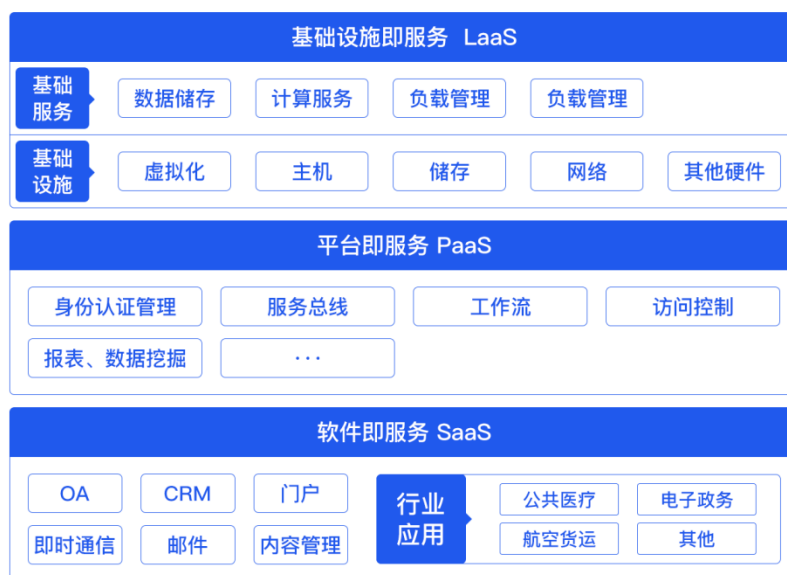 基础设施即服务 LaaS
基础
服务
数据储存 计算服务 负载管理 负载管理
基础
设施
虚拟化 主机 储存 网络 其他硬件
平台即服务 PaaS
身份认证管理 服务总线 工作流 访问控制
报表、数据挖掘 ···
软件即服务 SaaS
OA CRM 门户
即时通信 邮件 内容管理
行业
应用
公共医疗 电子政务
航空货运 其他